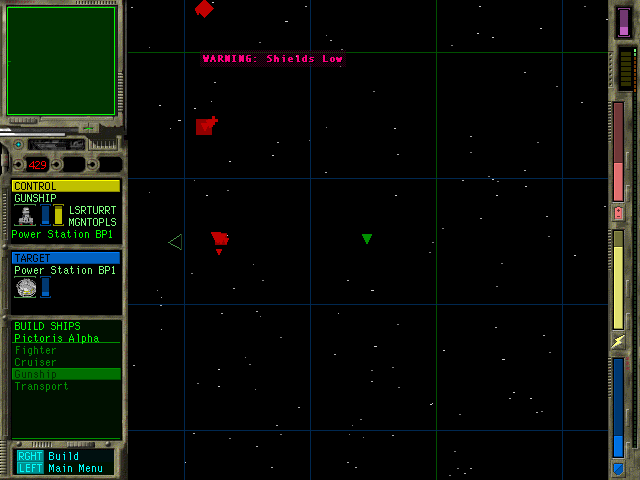 WARNING: Shields Low
429
CONTROL
GUNSHIP
LSRTURRT
MGNTOPLS
Power Station BP1
TARGET
Power Station BP1
BUILD SHIPS
Pictoris Alpha
Fighter
Cruiser
Gunship
Transport
RGHT Build
LEFT Main Menu